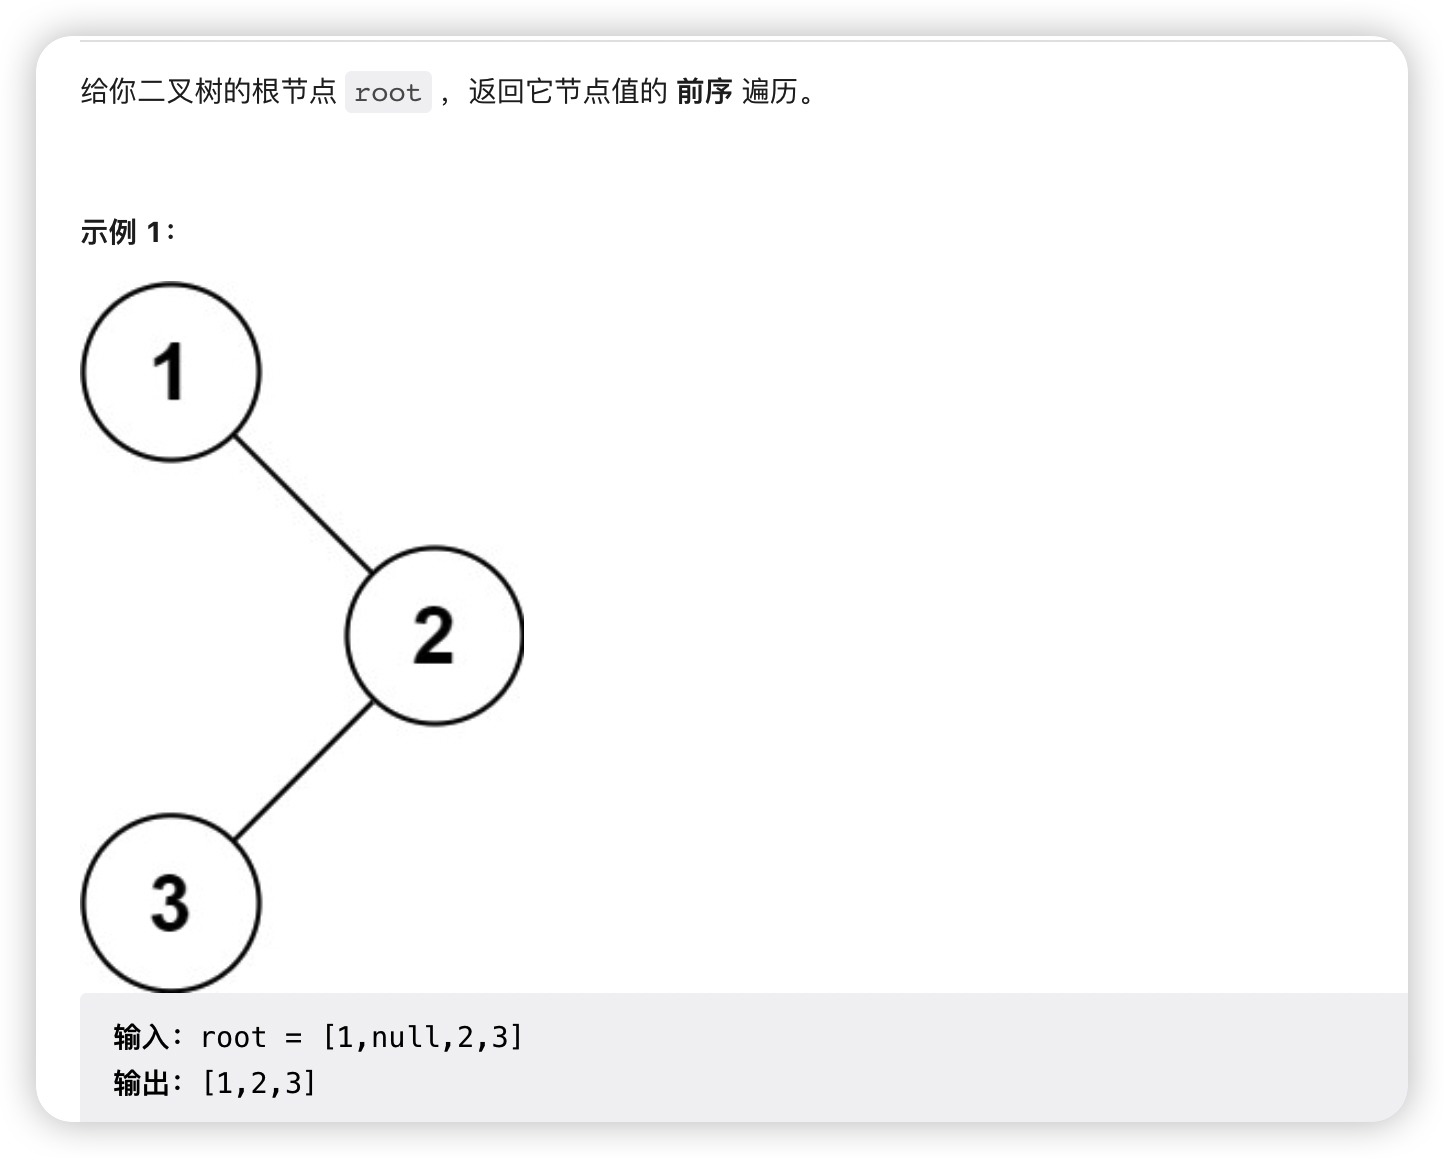 给你二叉树的根节点 root ，返回它节点值的 前序 遍历。
示例 1：
1
2
3
输入：root = [1,null,2,3]
输出：[1,2,3]